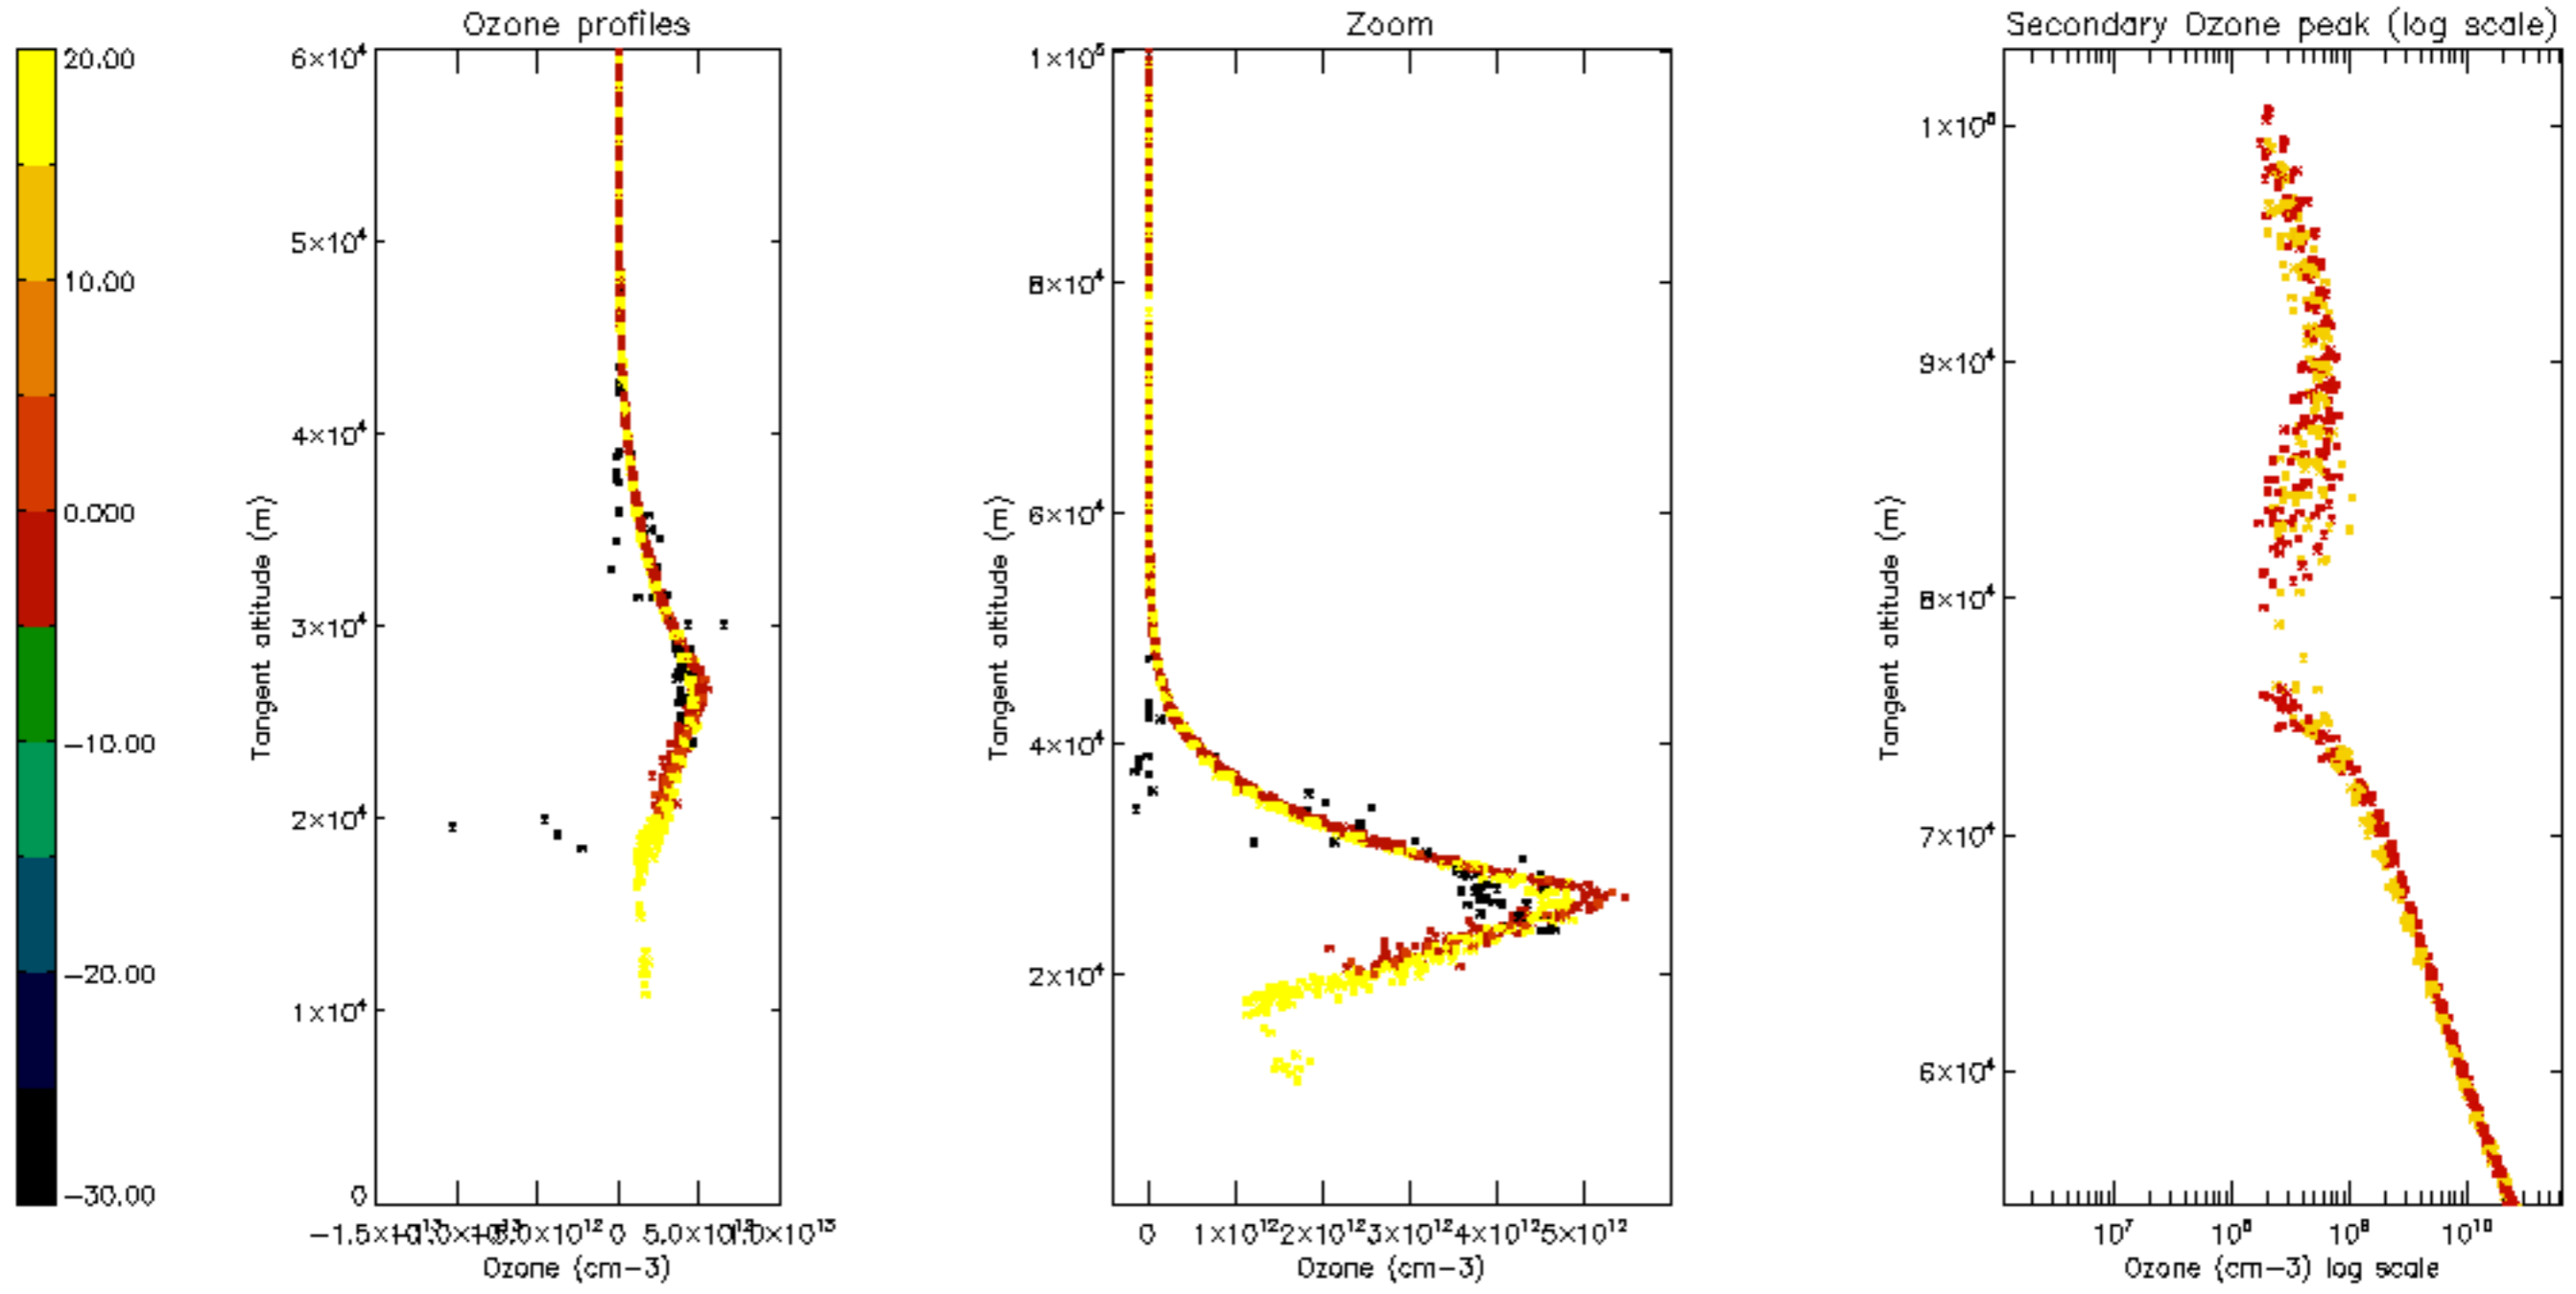 Ozone profiles
Zoom
Secondary Ozone peak (log scale)
20.00
10.00
0.000
−10.00
−20.00
−30.00
6×10⁴
5×10⁴
4×10⁴
3×10⁴
2×10⁴
1×10⁴
0
Tangent altitude (m)
5.0×10¹²
0
Ozone (cm−3)
1×10⁵
8×10⁴
6×10⁴
4×10⁴
2×10⁴
Tangent altitude (m)
0 1×10¹² 2×10¹² 3×10¹² 4×10¹² 5×10¹²
Ozone (cm−3)
1×10⁵
9×10⁴
8×10⁴
7×10⁴
6×10⁴
Tangent altitude (m)
10⁷ 10⁸ 10⁹ 10¹⁰
Ozone (cm−3) log scale